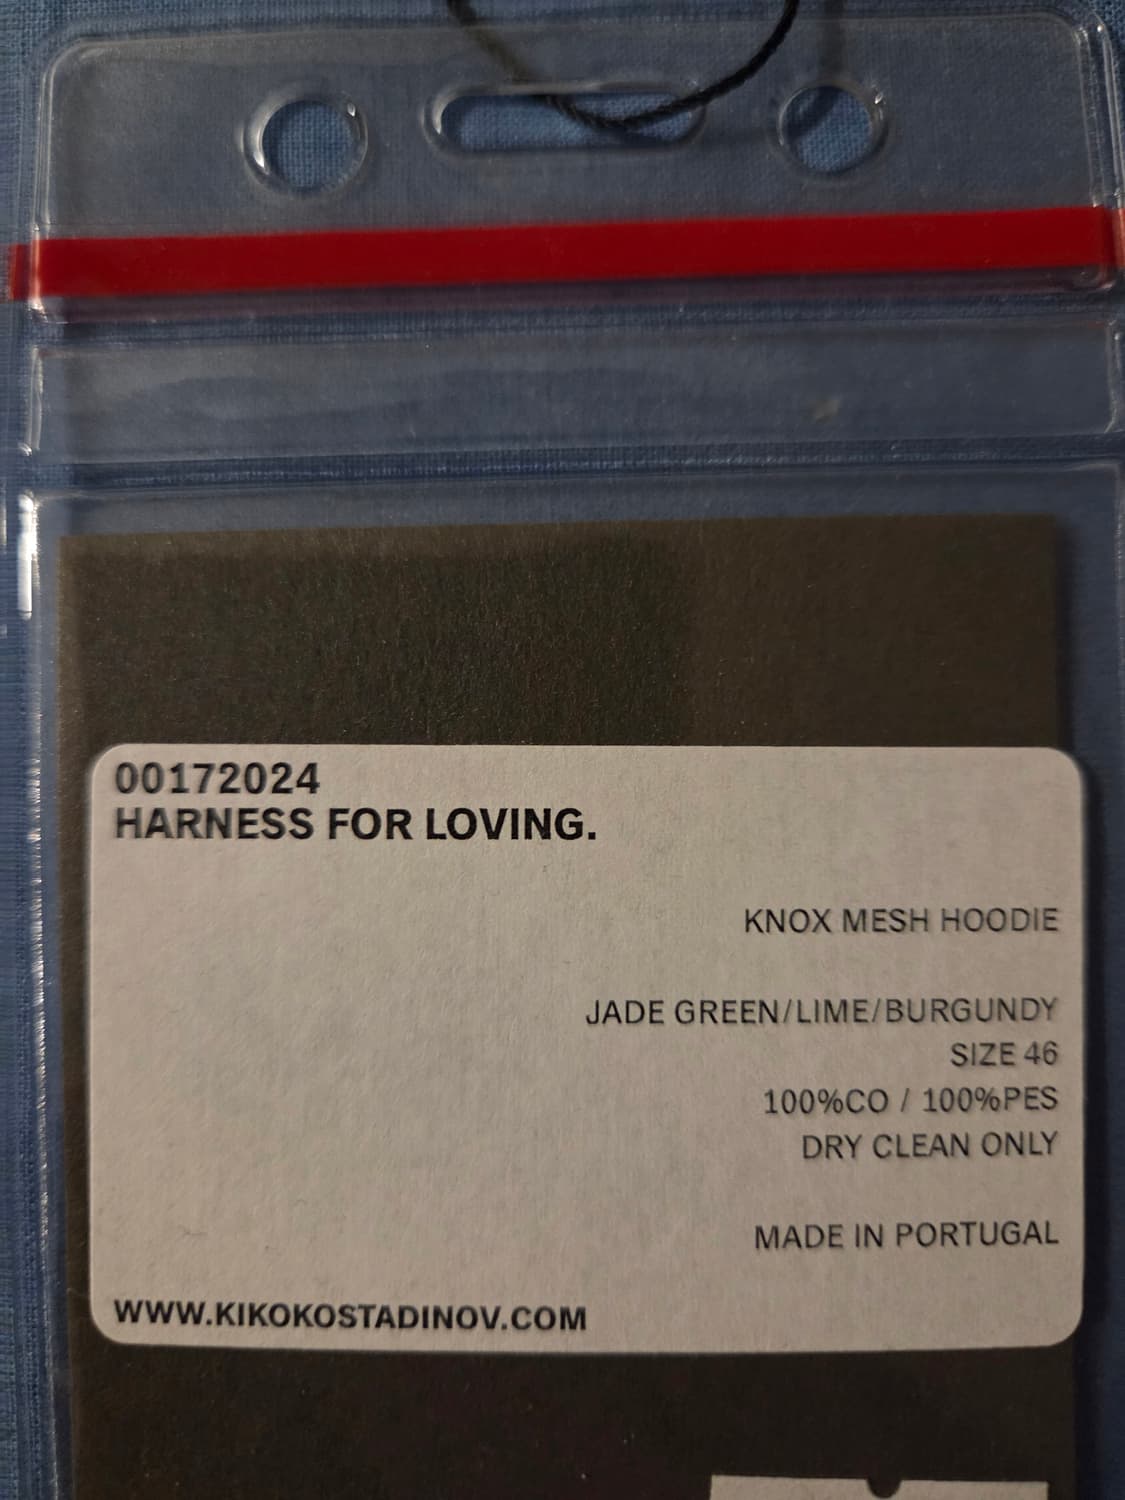 00172024
HARNESS FOR LOVING.
KNOX MESH HOODIE
JADE GREEN/LIME/BURGUNDY
SIZE 46
100%CO / 100%PES
DRY CLEAN ONLY
MADE IN PORTUGAL
WWW.KIKOKOSTADINOV.COM